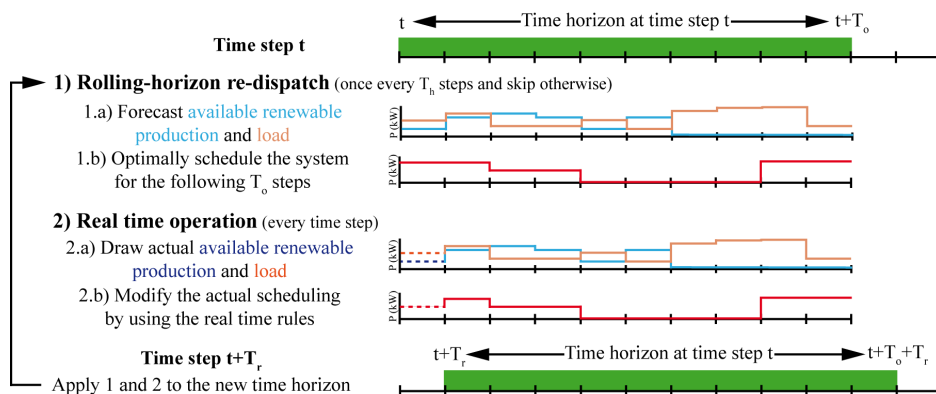 t
Time horizon at time step t
t+To
Time step t
1) Rolling-horizon re-dispatch (once every Th steps and skip otherwise)
1.a) Forecast available renewable
production and load
P (kW)
1.b) Optimally schedule the system
for the following To steps
P (kW)
2) Real time operation (every time step)
2.a) Draw actual available renewable
production and load
P (kW)
2.b) Modify the actual scheduling
by using the real time rules
P (kW)
Time step t+Tr
t+Tr
Time horizon at time step t
t+To+Tr
Apply 1 and 2 to the new time horizon